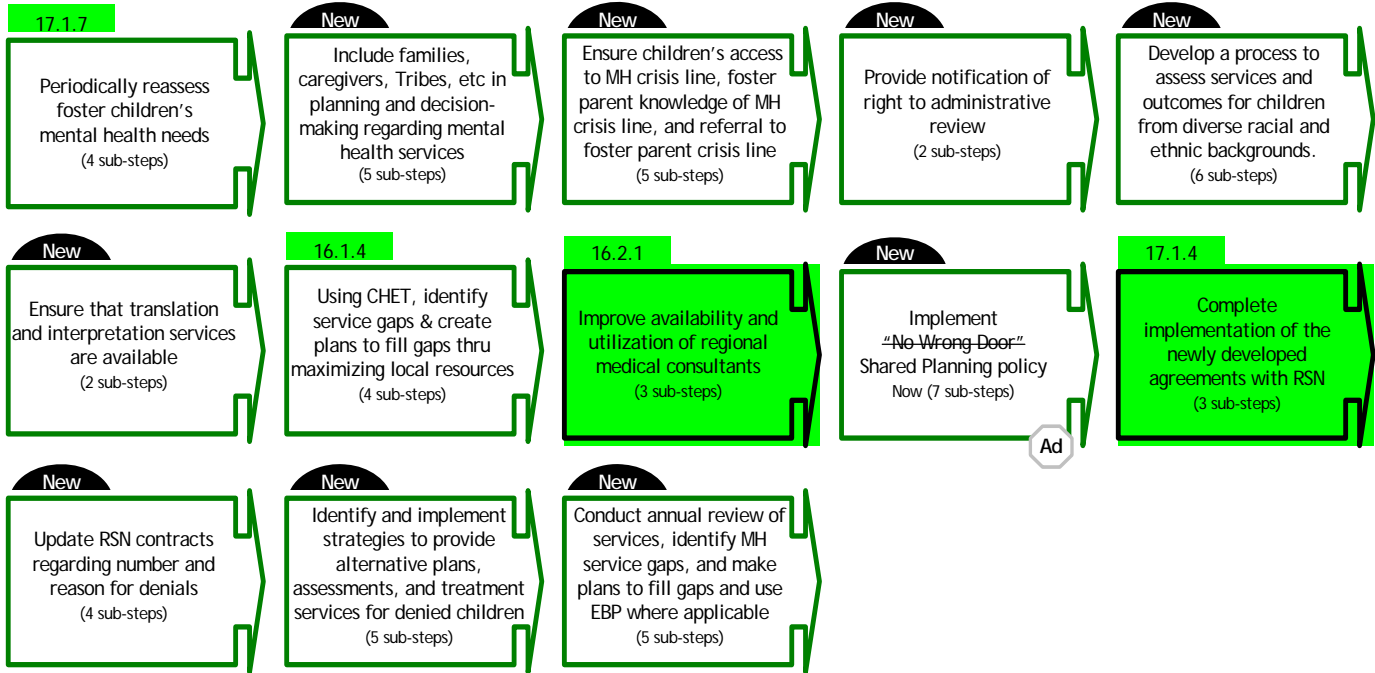 17.1.7
Periodically reassess
foster children's
mental health needs
(4 sub-steps)
New
Include families,
caregivers, Tribes, etc in
planning and decision-
making regarding mental
health services
(5 sub-steps)
New
Ensure children’s access
to MH crisis line, foster
parent knowledge of MH
crisis line, and referral to
foster parent crisis line
(5 sub-steps)
New
Provide notification of
right to administrative
review
(2 sub-steps)
New
Develop a process to
assess services and
outcomes for children
from diverse racial and
ethnic backgrounds.
(6 sub-steps)
New
Ensure that translation
and interpretation services
are available
(2 sub-steps)
16.1.4
Using CHET, identify
service gaps & create
plans to fill gaps thru
maximizing local resources
(4 sub-steps)
16.2.1
Improve availability and
utilization of regional
medical consultants
(3 sub-steps)
New
Implement
“No Wrong Door”
Shared Planning policy
Now (7 sub-steps)
Ad
17.1.4
Complete
implementation of the
newly developed
agreements with RSN
(3 sub-steps)
New
Update RSN contracts
regarding number and
reason for denials
(4 sub-steps)
New
Identify and implement
strategies to provide
alternative plans,
assessments, and treatment
services for denied children
(5 sub-steps)
New
Conduct annual review of
services, identify MH
service gaps, and make
plans to fill gaps and use
EBP where applicable
(5 sub-steps)